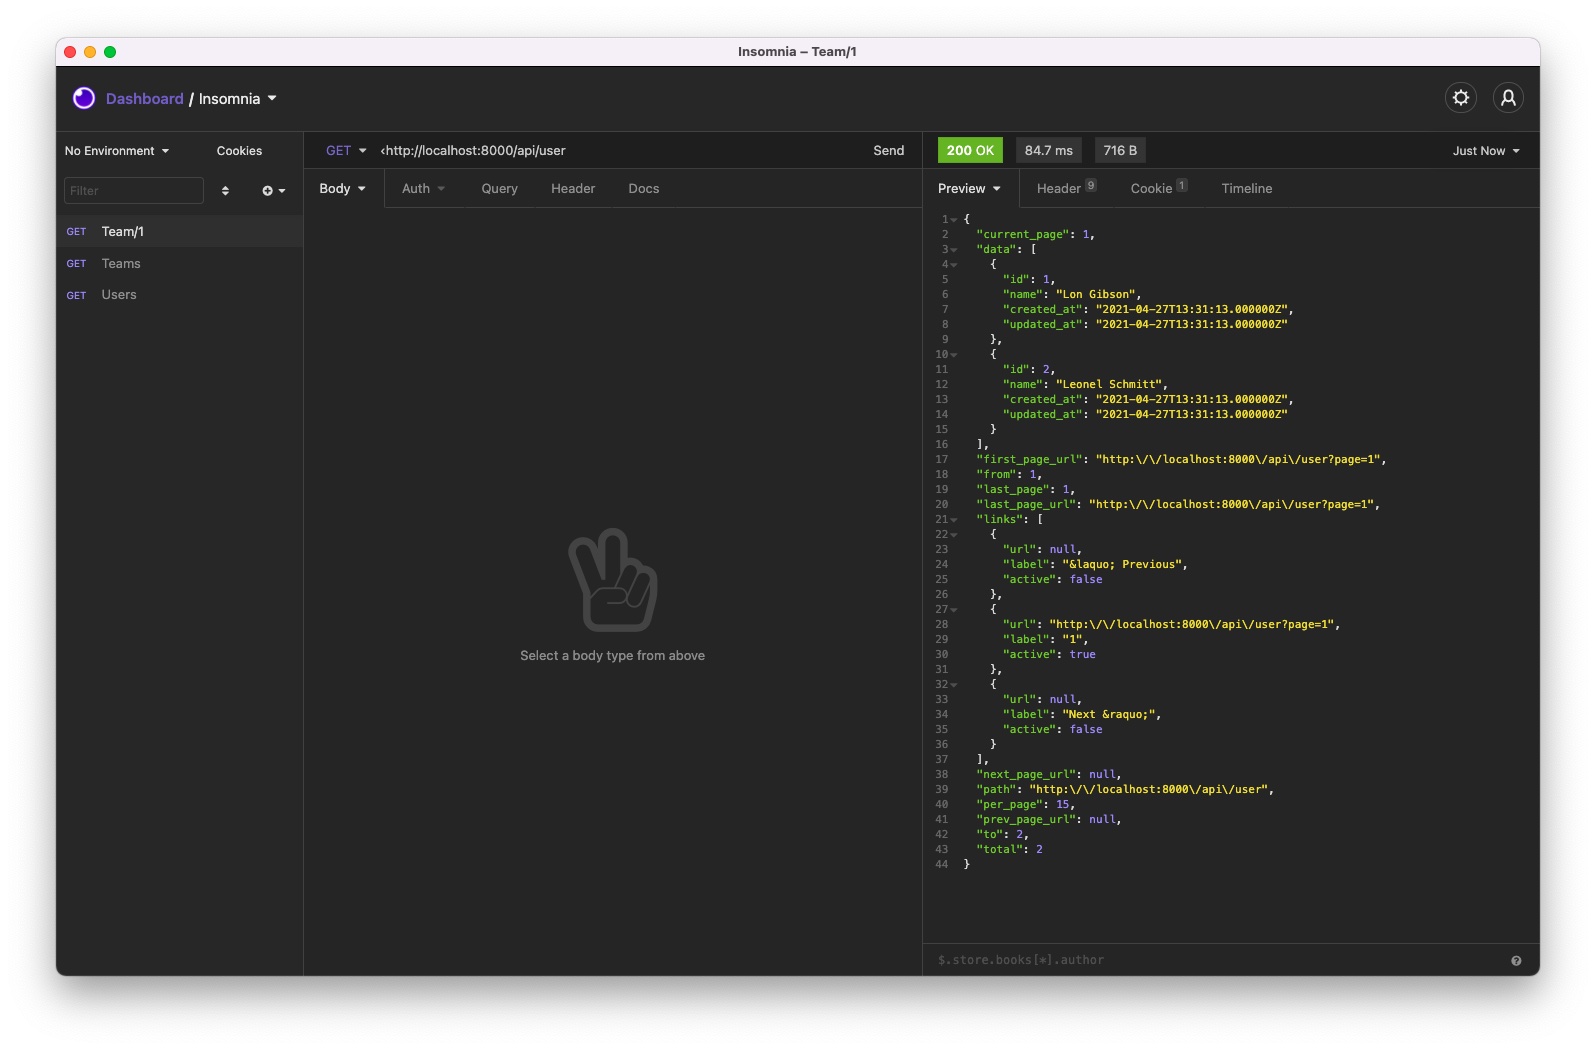 Insomnia – Team/1
Dashboard / Insomnia
No Environment
Cookies
Filter
GET Team/1
GET Teams
GET Users
GET ‹http://localhost:8000/api/user
Send
Body
Auth
Query
Header
Docs
Select a body type from above
200 OK
84.7 ms
716 B
Just Now
Preview
Header 9
Cookie 1
Timeline
1 {
2 "current_page": 1,
3 "data": [
4 {
5 "id": 1,
6 "name": "Lon Gibson",
7 "created_at": "2021-04-27T13:31:13.000000Z",
8 "updated_at": "2021-04-27T13:31:13.000000Z"
9 },
10 {
11 "id": 2,
12 "name": "Leonel Schmitt",
13 "created_at": "2021-04-27T13:31:13.000000Z",
14 "updated_at": "2021-04-27T13:31:13.000000Z"
15 }
16 ],
17 "first_page_url": "http:\/\/localhost:8000\/api\/user?page=1",
18 "from": 1,
19 "last_page": 1,
20 "last_page_url": "http:\/\/localhost:8000\/api\/user?page=1",
21 "links": [
22 {
23 "url": null,
24 "label": "&laquo; Previous",
25 "active": false
26 },
27 {
28 "url": "http:\/\/localhost:8000\/api\/user?page=1",
29 "label": "1",
30 "active": true
31 },
32 {
33 "url": null,
34 "label": "Next &raquo;",
35 "active": false
36 }
37 ],
38 "next_page_url": null,
39 "path": "http:\/\/localhost:8000\/api\/user",
40 "per_page": 15,
41 "prev_page_url": null,
42 "to": 2,
43 "total": 2
44 }
$.store.books[*].author